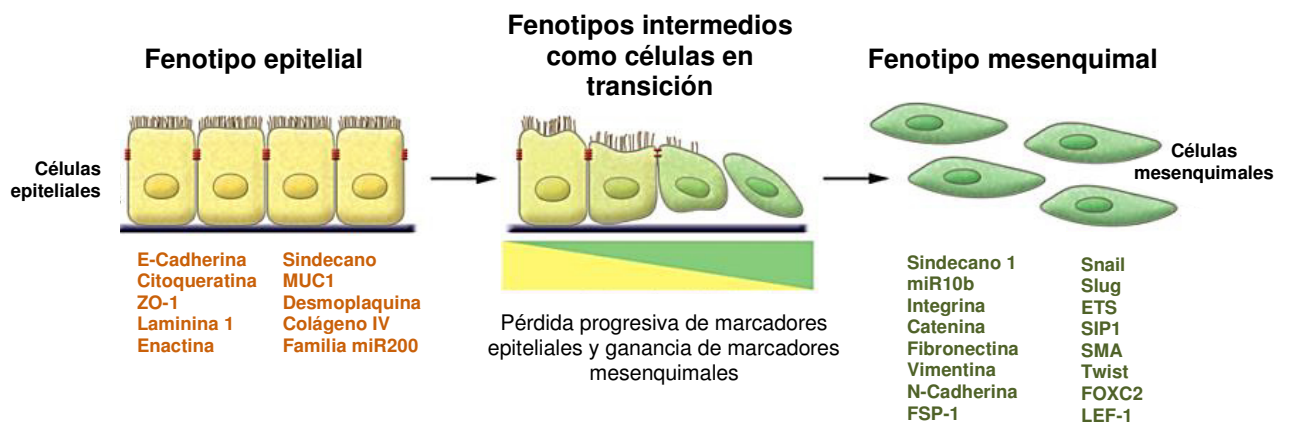 Fenotipo epitelial
Fenotipos intermedios
como células en
transición
Fenotipo mesenquimal
Células
epiteliales
Células
mesenquimales
E-Cadherina
Citoqueratina
ZO-1
Laminina 1
Enactina
Sindecano
MUC1
Desmoplaquina
Colágeno IV
Familia miR200
Pérdida progresiva de marcadores
epiteliales y ganancia de marcadores
mesenquimales
Sindecano 1
miR10b
Integrina
Catenina
Fibronectina
Vimentina
N-Cadherina
FSP-1
Snail
Slug
ETS
SIP1
SMA
Twist
FOXC2
LEF-1